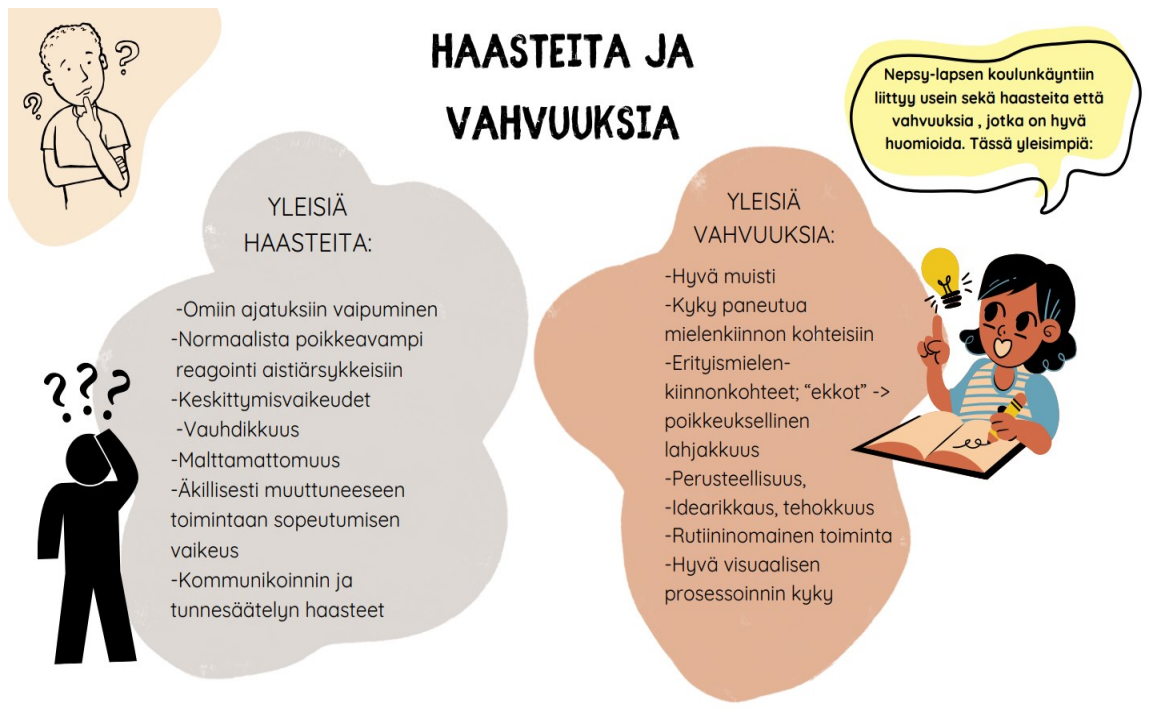 HAASTEITA JA
VAHVUUKSIA
Nepsy-lapsen koulunkäyntiin
liittyy usein sekä haasteita että
vahvuuksia , jotka on hyvä
huomioida. Tässä yleisimpiä:
YLEISIÄ
HAASTEITA:
-Omiin ajatuksiin vaipuminen
-Normaalista poikkeavampi
reagointi aistiärsykkeisiin
-Keskittymisvaikeudet
-Vauhdikkuus
-Malttamattomuus
-Äkillisesti muuttuneeseen
toimintaan sopeutumisen
vaikeus
-Kommunikoinnin ja
tunnesäätelyn haasteet
YLEISIÄ
VAHVUUKSIA:
-Hyvä muisti
-Kyky paneutua
mielenkiinnon kohteisiin
-Erityismielen-
kiinnonkohteet; “ekkot” ->
poikkeuksellinen
lahjakkuus
-Perusteellisuus,
-Idearikkaus, tehokkuus
-Rutiininomainen toiminta
-Hyvä visuaalisen
prosessoinnin kyky